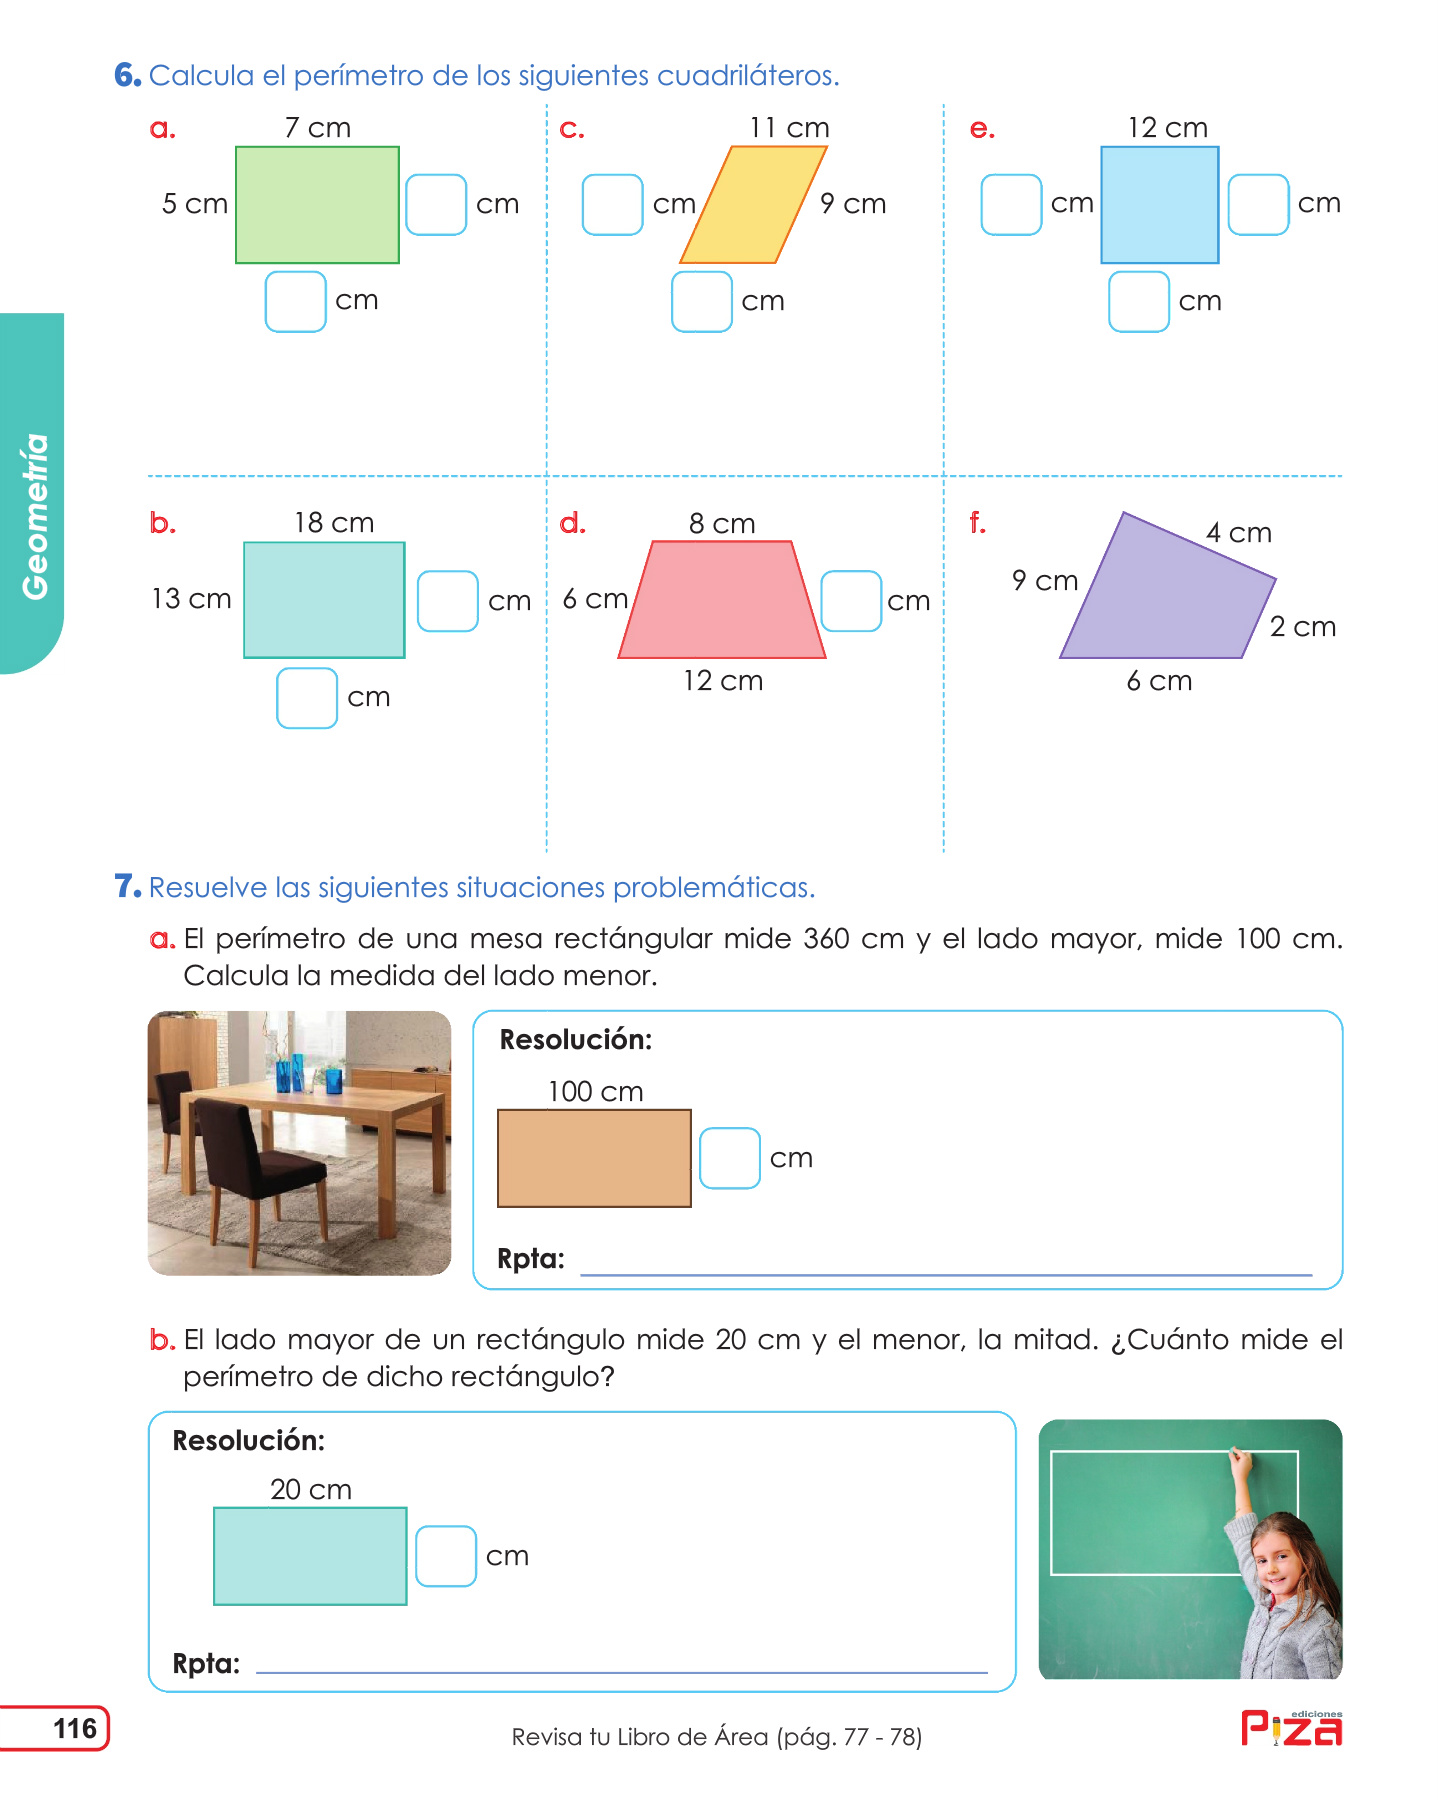 6. Calcula el perímetro de los siguientes cuadriláteros.
a.
7 cm
5 cm
cm
cm
c.
11 cm
cm
9 cm
cm
e.
12 cm
cm
cm
cm
b.
18 cm
13 cm
cm
cm
d.
8 cm
6 cm
cm
12 cm
f.
4 cm
9 cm
2 cm
6 cm
Geometría
7. Resuelve las siguientes situaciones problemáticas.
a. El perímetro de una mesa rectángular mide 360 cm y el lado mayor, mide 100 cm.
Calcula la medida del lado menor.
Resolución:
100 cm
cm
Rpta:
b. El lado mayor de un rectángulo mide 20 cm y el menor, la mitad. ¿Cuánto mide el
perímetro de dicho rectángulo?
Resolución:
20 cm
cm
Rpta:
116
Revisa tu Libro de Área (pág. 77 - 78)
ediciones
Piza